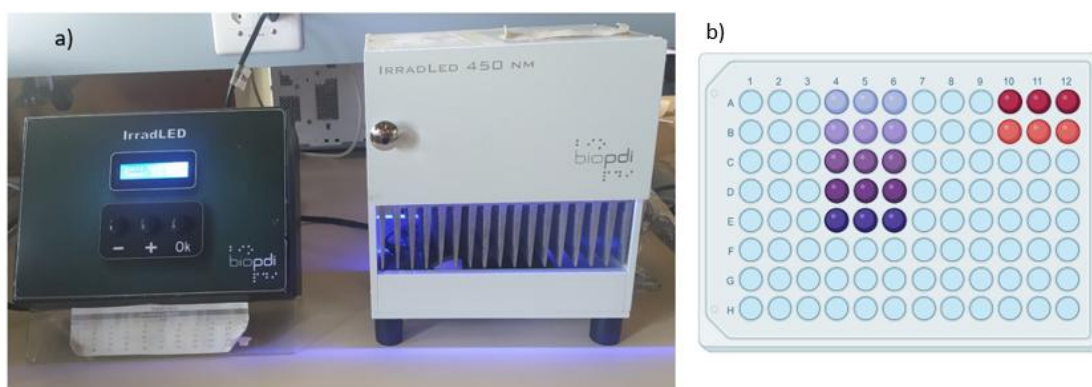 a)
IrradLED
− + Ok
biopdi
IRRADLED 450 NM
biopdi
b)
1 2 3 4 5 6 7 8 9 10 11 12
A
B
C
D
E
F
G
H